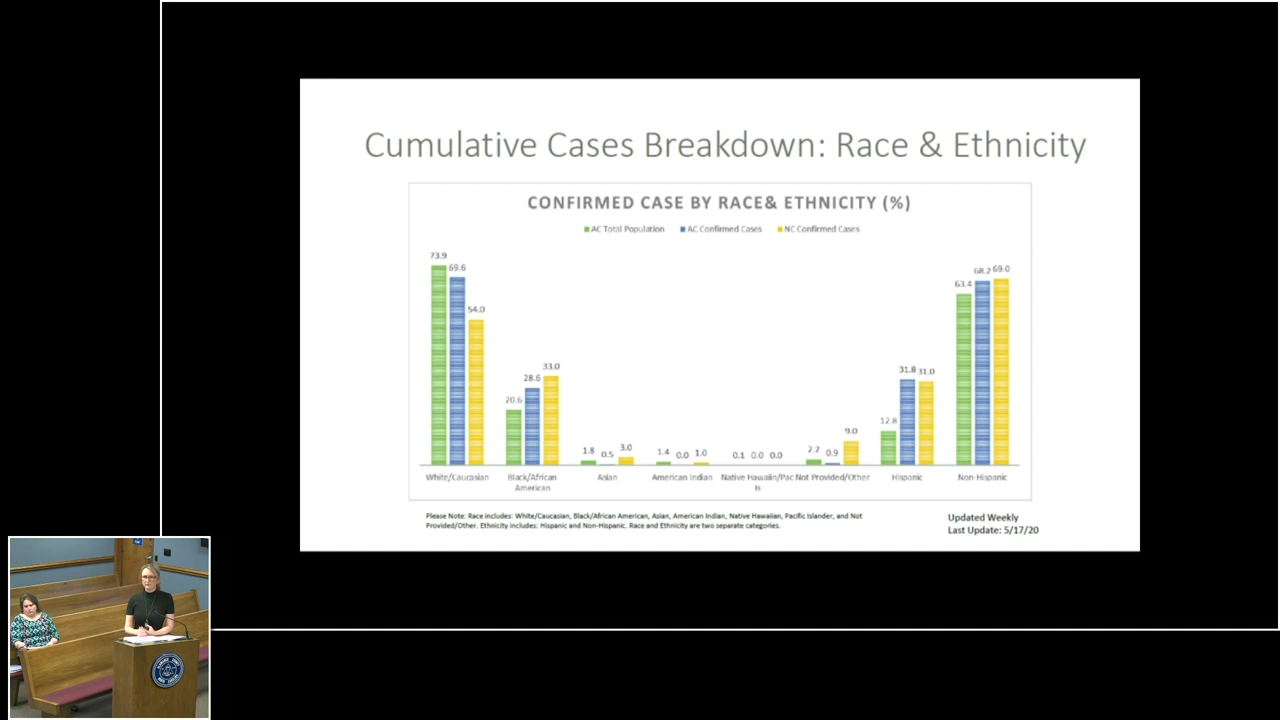 Cumulative Cases Breakdown: Race & Ethnicity
CONFIRMED CASE BY RACE& ETHNICITY (%)
AC Total Population AC Confirmed Cases NC Confirmed Cases
73.9 69.6 54.0
20.6 28.6 33.0
1.8 0.5 3.0
1.4 0.0 1.0
0.1 0.0 0.0
2.2 0.9 9.0
12.8 31.8 31.0
63.4 68.2 69.0
White/Caucasian
Black/African
American
Asian
American Indian
Native Hawaiin/Pac
Is
Not Provided/Other
Hispanic
Non-Hispanic
Please Note: Race includes: White/Caucasian, Black/African American, Asian, American Indian, Native Hawaiian, Pacific Islander, and Not
Provided/Other. Ethnicity includes: Hispanic and Non-Hispanic. Race and Ethnicity are two separate categories.
Updated Weekly
Last Update: 5/17/20